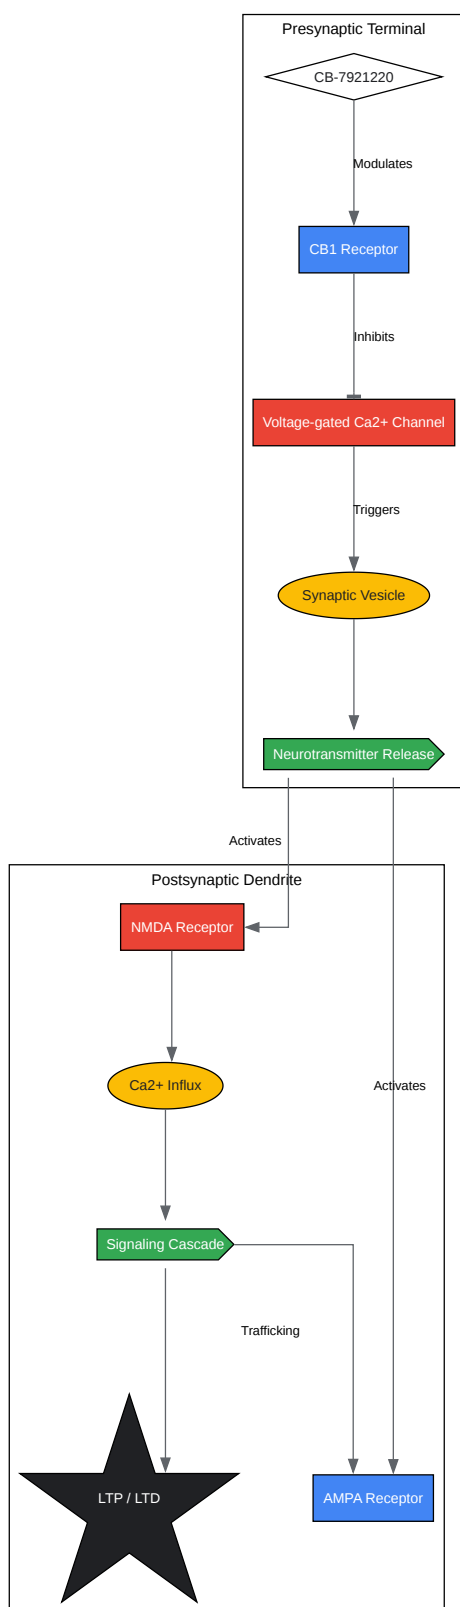 Presynaptic Terminal
CB-7921220
Modulates
CB1 Receptor
Inhibits
Voltage-gated Ca2+ Channel
Triggers
Synaptic Vesicle
Neurotransmitter Release
Activates
Postsynaptic Dendrite
NMDA Receptor
Ca2+ Influx
Activates
Signaling Cascade
Trafficking
LTP / LTD
AMPA Receptor